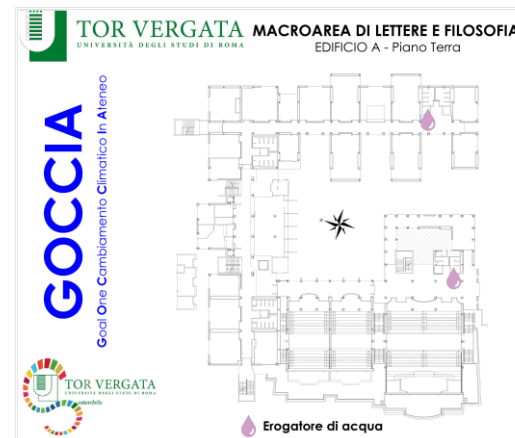 TOR VERGATA
UNIVERSITÀ DEGLI STUDI DI ROMA
MACROAREA DI LETTERE E FILOSOFIA
EDIFICIO A - Piano Terra
GOCCIA
Goal One Cambiamento Climatico In Ateneo
TOR VERGATA
UNIVERSITÀ DEGLI STUDI DI ROMA
sostenibile
Erogatore di acqua